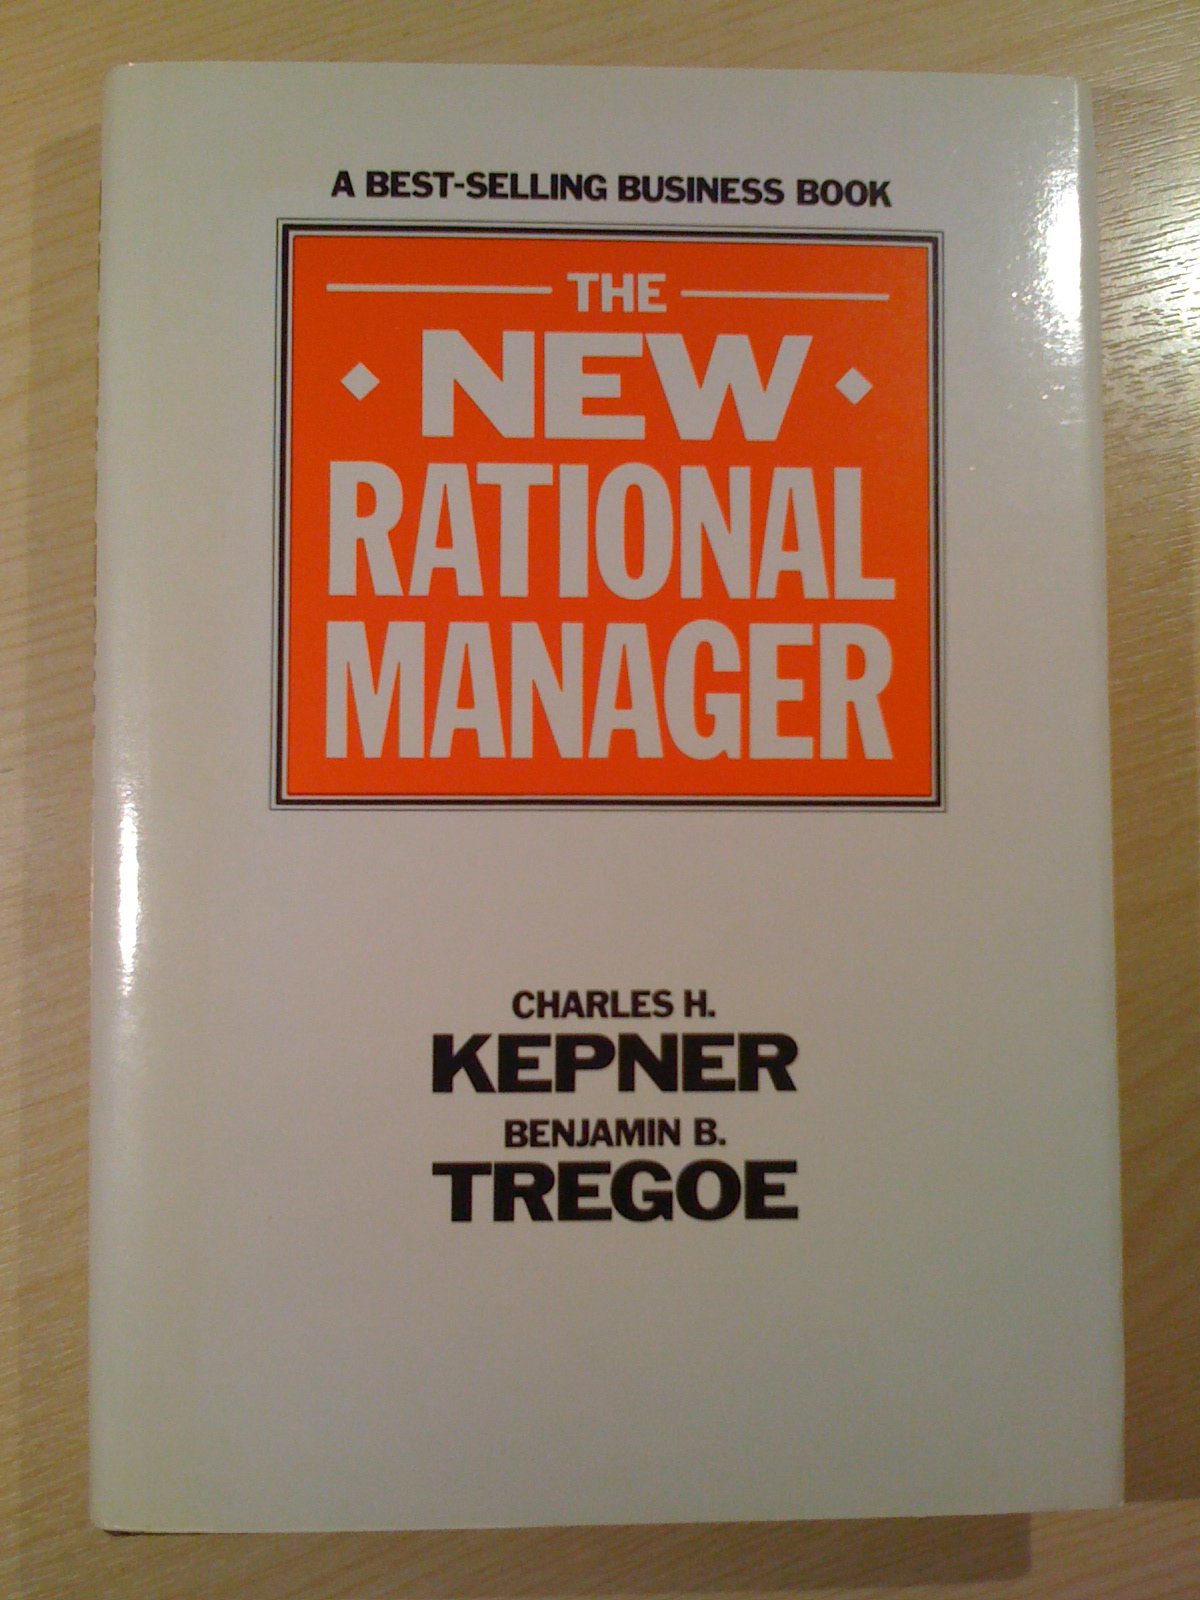 A BEST-SELLING BUSINESS BOOK
THE
NEW
RATIONAL
MANAGER
CHARLES H.
KEPNER
BENJAMIN B.
TREGOE